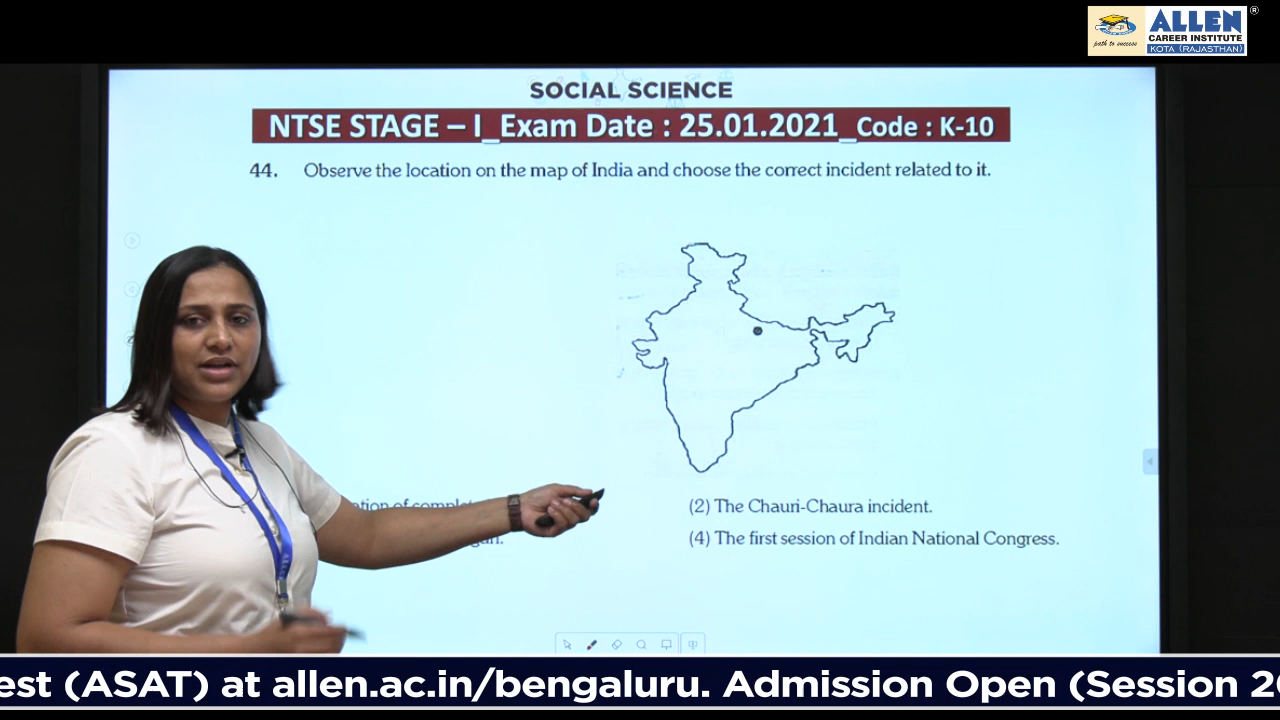 ALLEN
CAREER INSTITUTE
KOTA (RAJASTHAN)
path to success
®
SOCIAL SCIENCE
NTSE STAGE – I_Exam Date : 25.01.2021_Code : K-10
44. Observe the location on the map of India and choose the correct incident related to it.
of
(2) The Chauri-Chaura incident.
(4) The first session of Indian National Congress.
ALLEN
est (ASAT) at allen.ac.in/bengaluru. Admission Open (Session 20